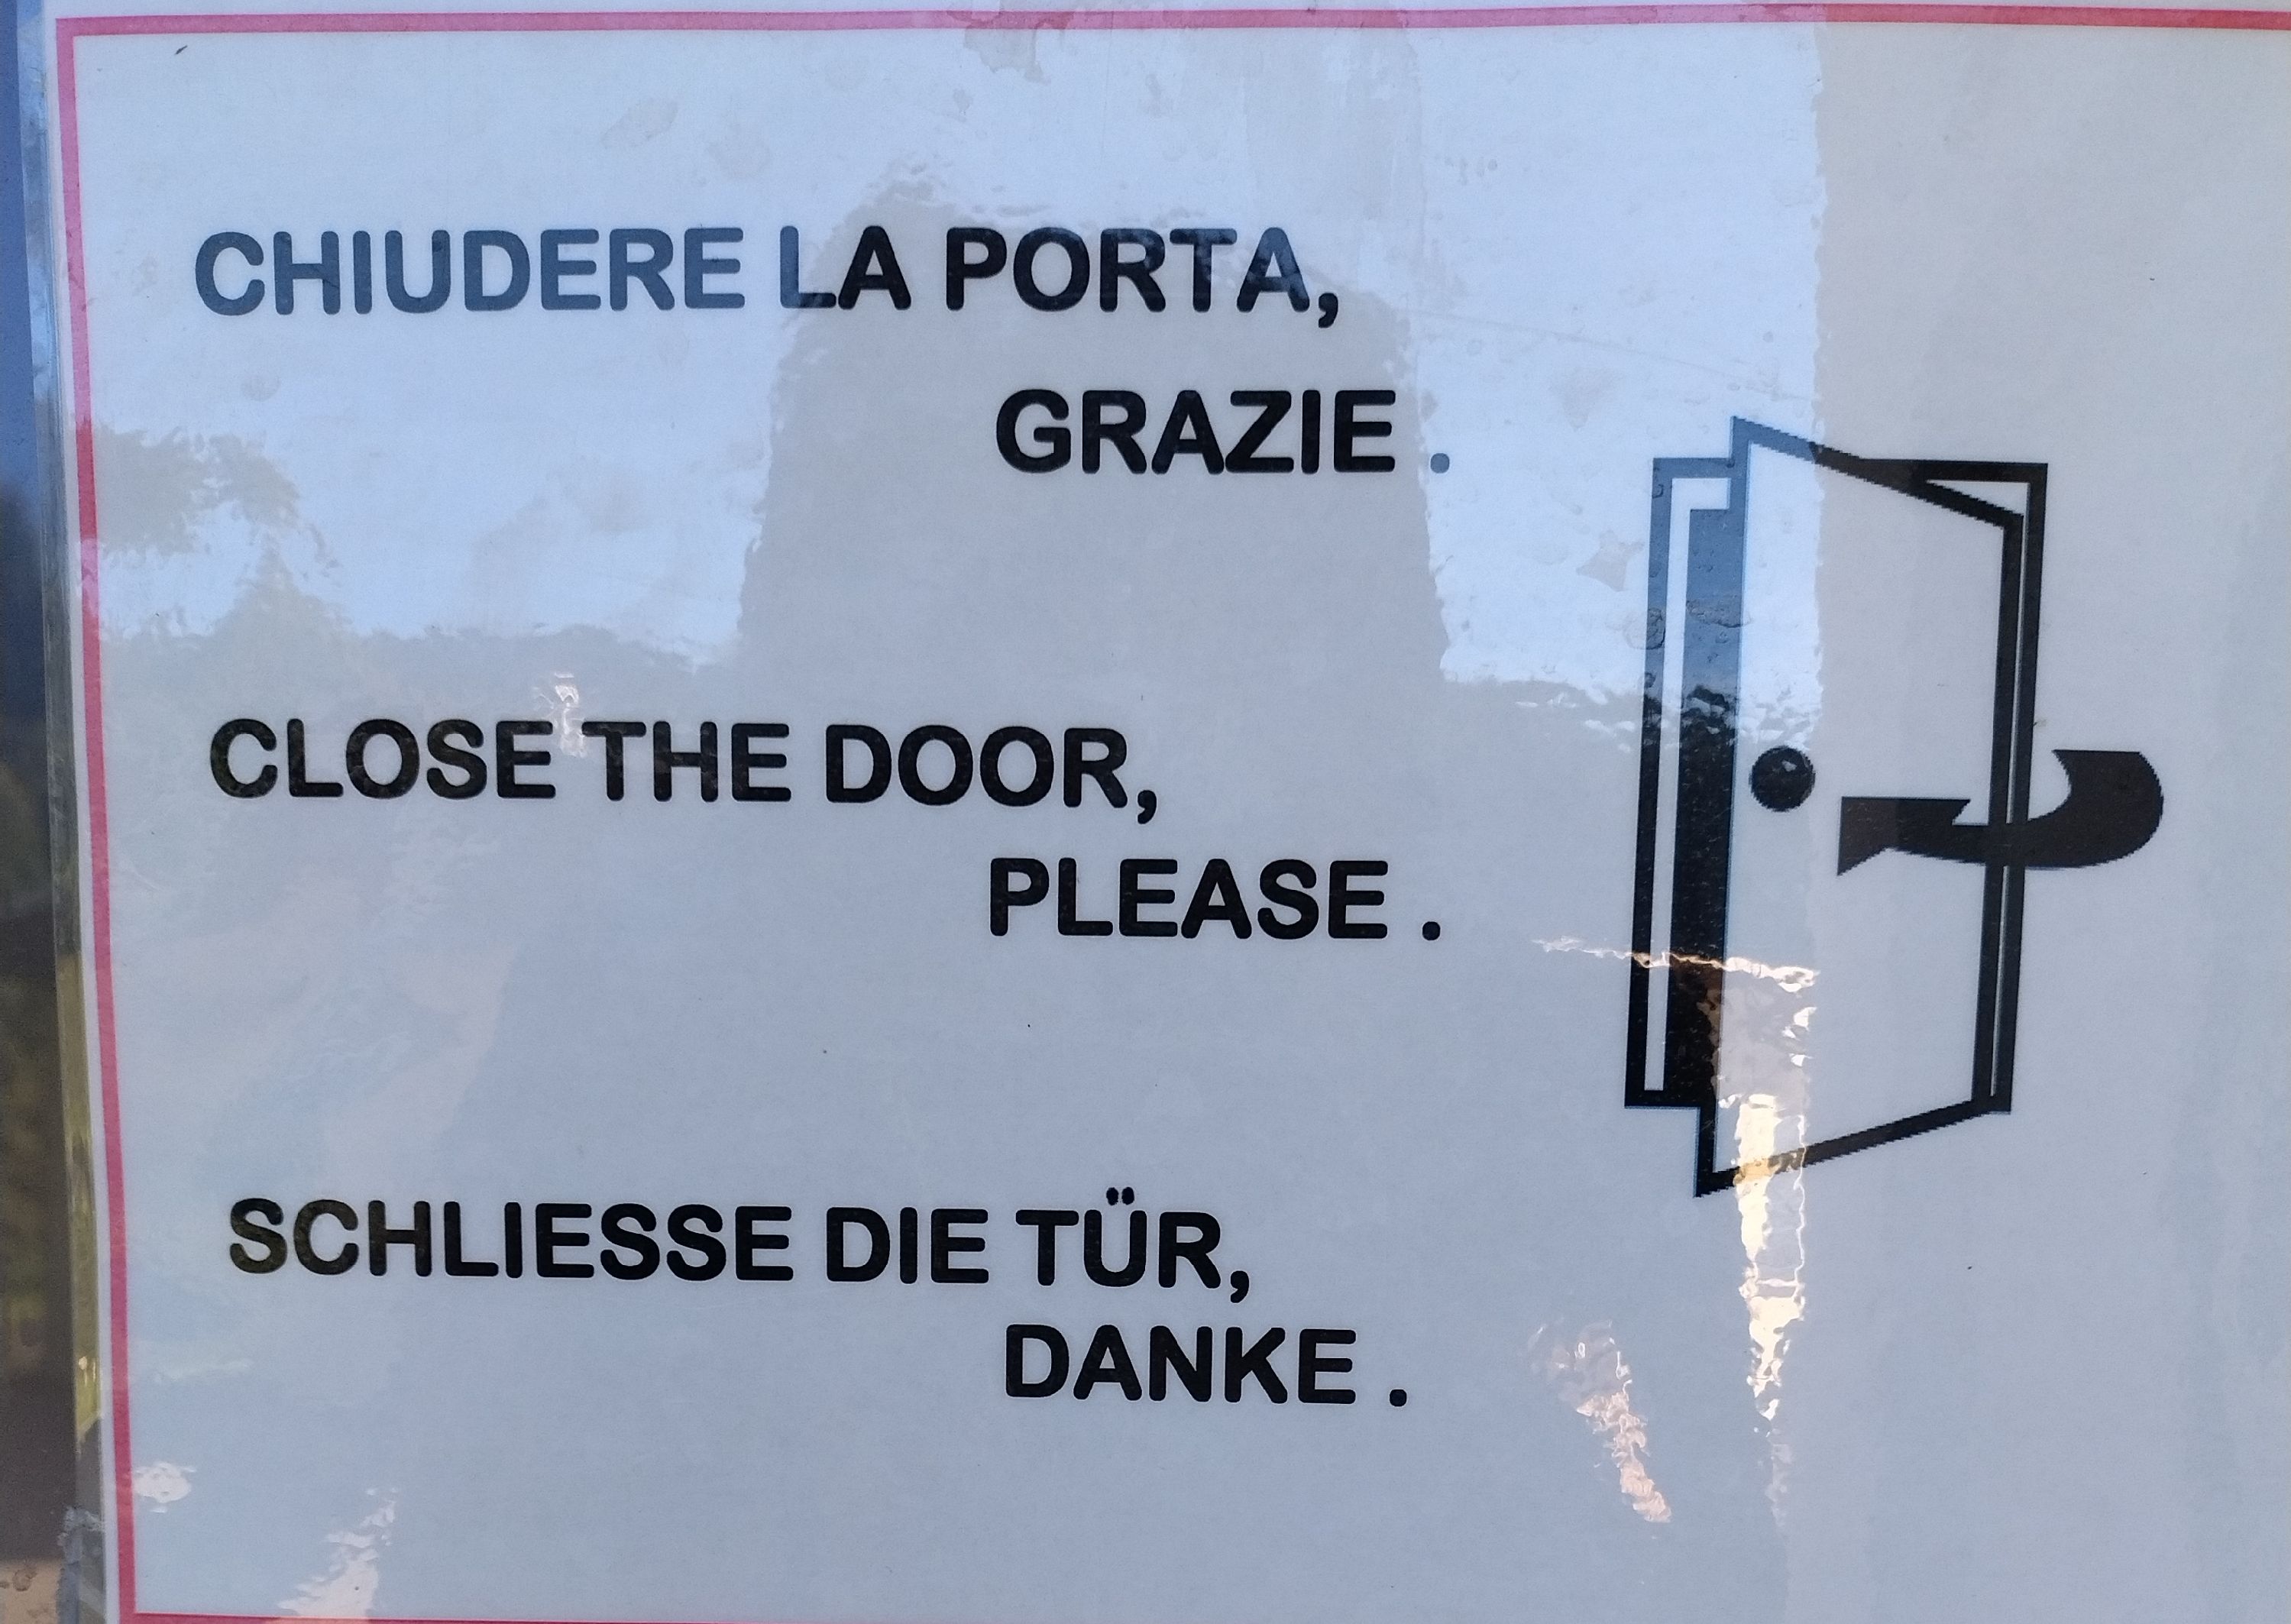 CHIUDERE LA PORTA,
GRAZIE .
CLOSE THE DOOR,
PLEASE .
SCHLIESSE DIE TÜR,
DANKE .